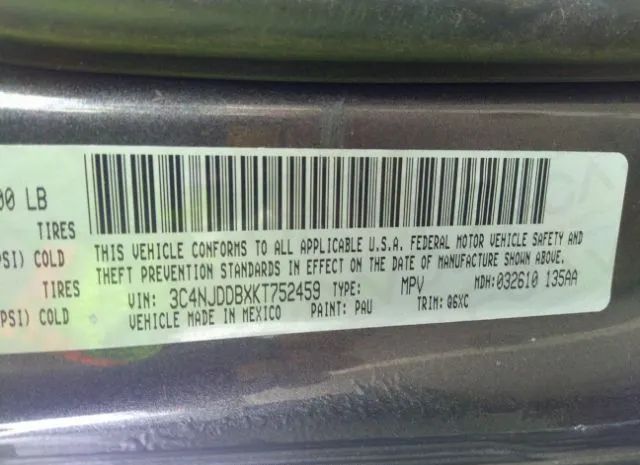 00 LB
TIRES
PSI) COLD
TIRES
PSI) COLD
THIS VEHICLE CONFORMS TO ALL APPLICABLE U.S.A. FEDERAL MOTOR VEHICLE SAFETY AND
THEFT PREVENTION STANDARDS IN EFFECT ON THE DATE OF MANUFACTURE SHOWN ABOVE.
VIN: 3C4NJDDBXKT752459 TYPE: MPV MDH:032610 135AA
VEHICLE MADE IN MEXICO PAINT: PAU TRIM: Q6XC